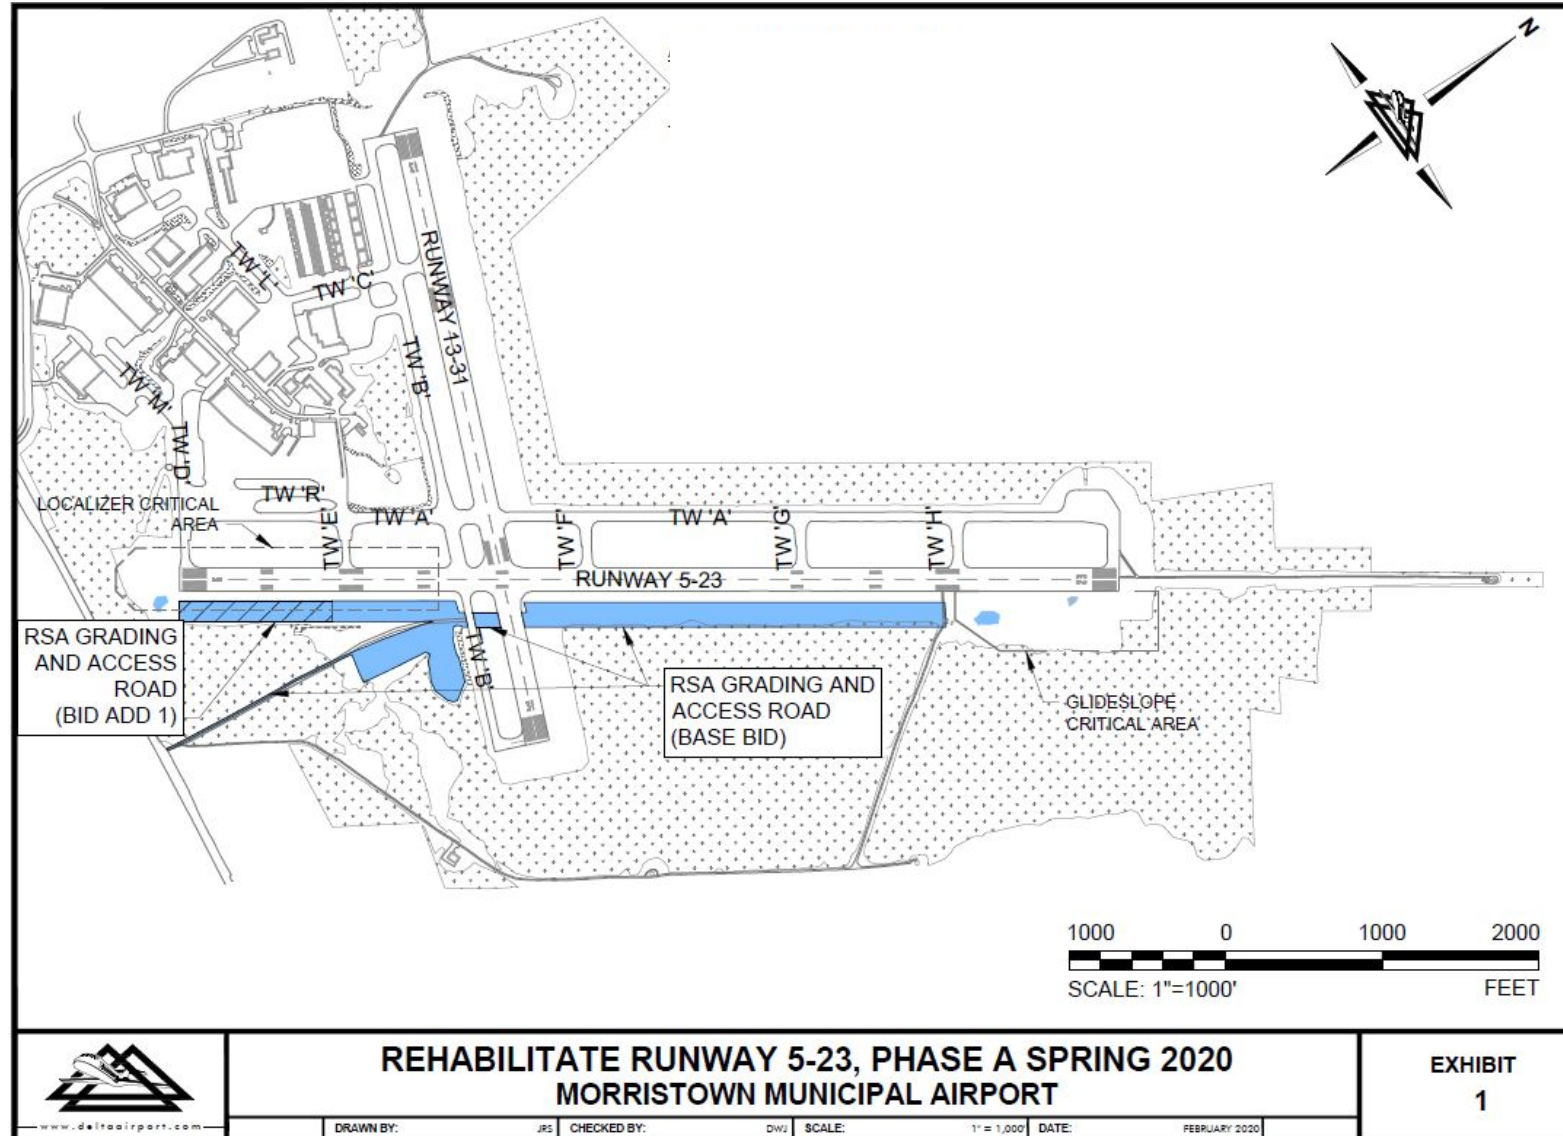 N
RUNWAY 13-31
TW 'L'
TW 'C'
TW 'B'
TW 'M'
TW 'D'
TW 'R'
LOCALIZER CRITICAL
AREA
TW 'E'
TW 'A'
TW 'F'
TW 'A'
TW 'G'
TW 'H'
RUNWAY 5-23
23
RSA GRADING
AND ACCESS
ROAD
(BID ADD 1)
TW 'B'
RSA GRADING AND
ACCESS ROAD
(BASE BID)
GLIDESLOPE
CRITICAL AREA
1000 0 1000 2000
SCALE: 1"=1000' FEET
REHABILITATE RUNWAY 5-23, PHASE A SPRING 2020
MORRISTOWN MUNICIPAL AIRPORT
EXHIBIT
1
www.deltaairport.com
DRAWN BY: JRS CHECKED BY: DWJ SCALE: 1" = 1,000' DATE: FEBRUARY 2020